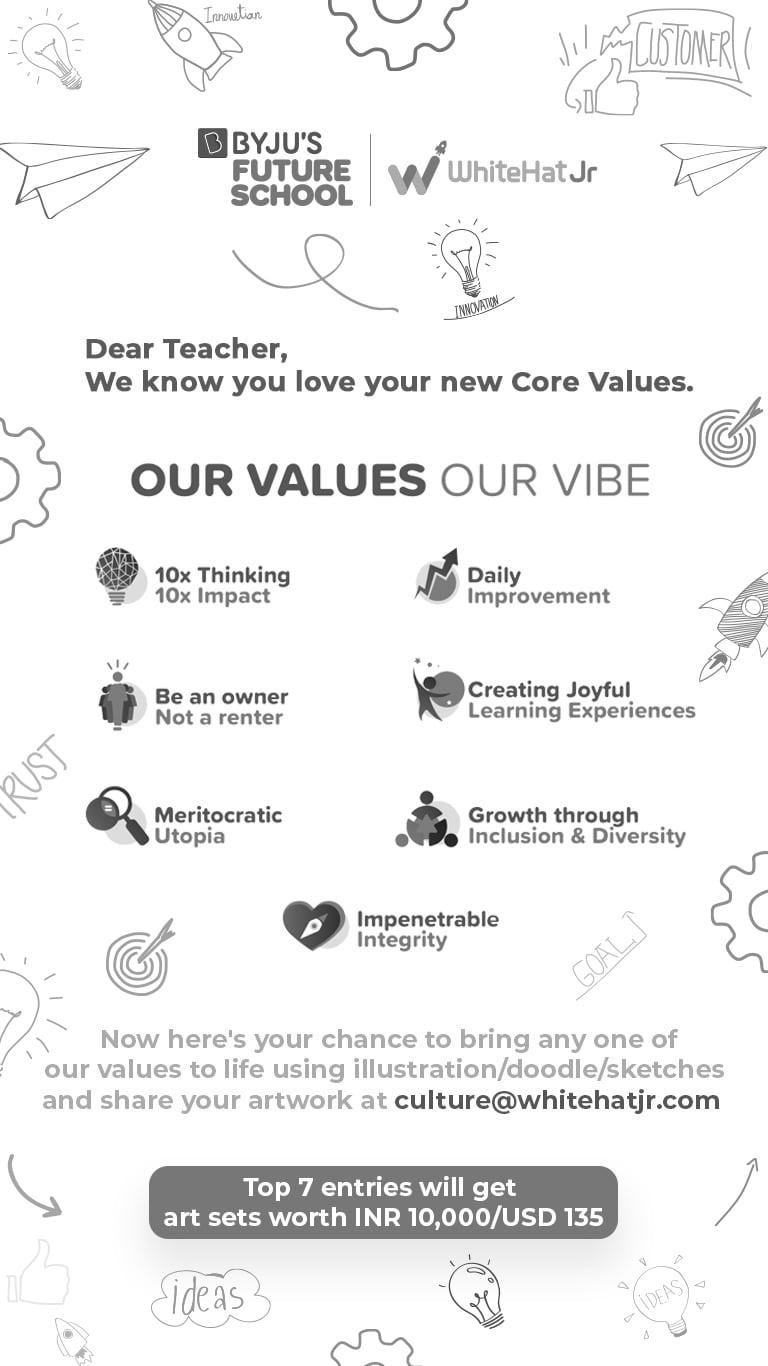 Innovation
CUSTOMER
B BYJU'S
FUTURE
SCHOOL
WhiteHat Jr
INNOVATION
Dear Teacher,
We know you love your new Core Values.
OUR VALUES OUR VIBE
10x Thinking
10x Impact
Daily
Improvement
Be an owner
Not a renter
Creating Joyful
Learning Experiences
TRUST
Meritocratic
Utopia
Growth through
Inclusion & Diversity
Impenetrable
Integrity
GOAL
Now here's your chance to bring any one of
our values to life using illustration/doodle/sketches
and share your artwork at culture@whitehatjr.com
Top 7 entries will get
art sets worth INR 10,000/USD 135
ideas
IDEAS